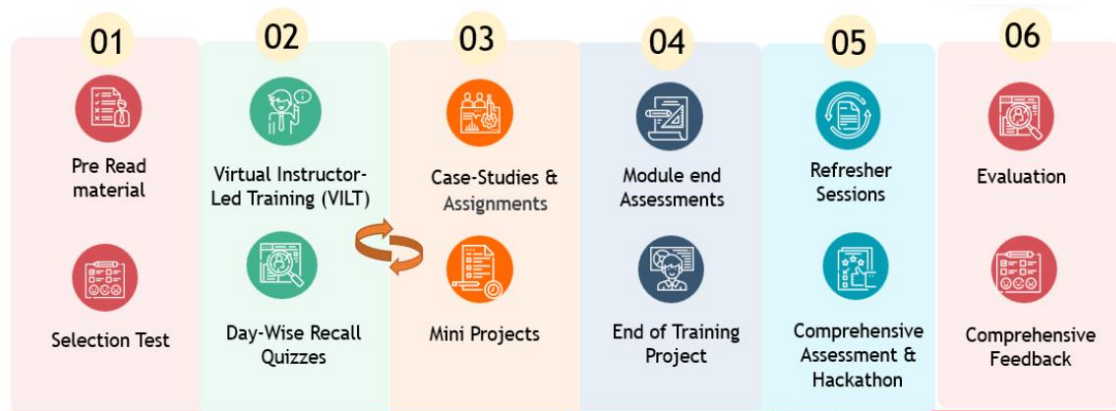 01
Pre Read
material
Selection Test
02
Virtual Instructor-
Led Training (VILT)
Day-Wise Recall
Quizzes
03
Case-Studies &
Assignments
Mini Projects
04
Module end
Assessments
End of Training
Project
05
Refresher
Sessions
Comprehensive
Assessment &
Hackathon
06
Evaluation
Comprehensive
Feedback